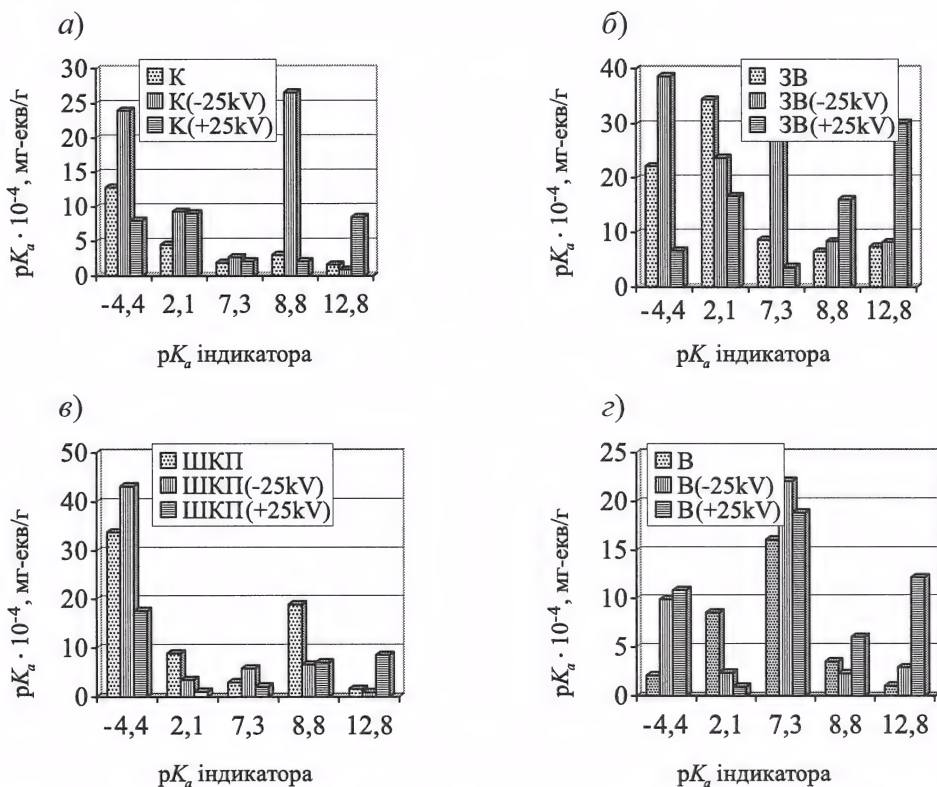 а)
30
25
20
15
10
5
0
К
К(-25kV)
К(+25kV)
-4,4 2,1 7,3 8,8 12,8
pKa · 10-4, мг-екв/г
pKa індикатора
б)
40
30
20
10
0
ЗВ
ЗВ(-25kV)
ЗВ(+25kV)
-4,4 2,1 7,3 8,8 12,8
pKa · 10-4, мг-екв/г
pKa індикатора
в)
50
40
30
20
10
0
ШКП
ШКП(-25kV)
ШКП(+25kV)
-4,4 2,1 7,3 8,8 12,8
pKa · 10-4, мг-екв/г
pKa індикатора
г)
25
20
15
10
5
0
В
В(-25kV)
В(+25kV)
-4,4 2,1 7,3 8,8 12,8
pKa · 10-4, мг-екв/г
pKa індикатора